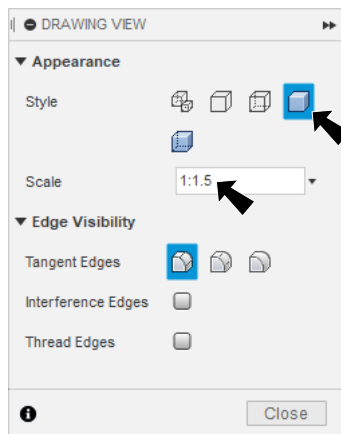 DRAWING VIEW
Appearance
Style
Scale
1:1.5
Edge Visibility
Tangent Edges
Interference Edges
Thread Edges
Close